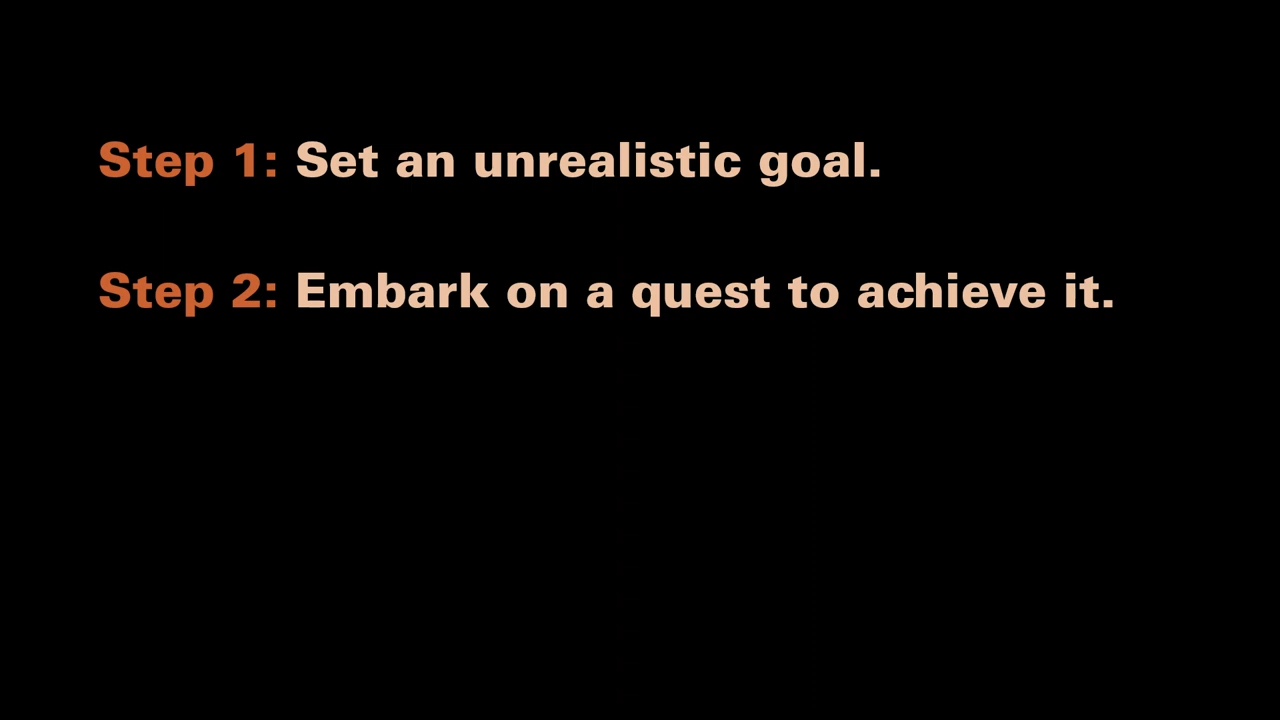 Step 1: Set an unrealistic goal.
Step 2: Embark on a quest to achieve it.